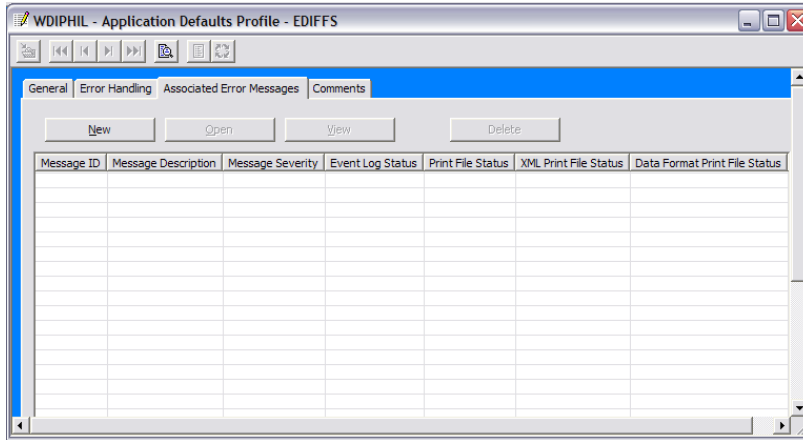 WDIPHIL - Application Defaults Profile - EDIFFS
General Error Handling Associated Error Messages Comments
New Open View Delete
Message ID Message Description Message Severity Event Log Status Print File Status XML Print File Status Data Format Print File Status